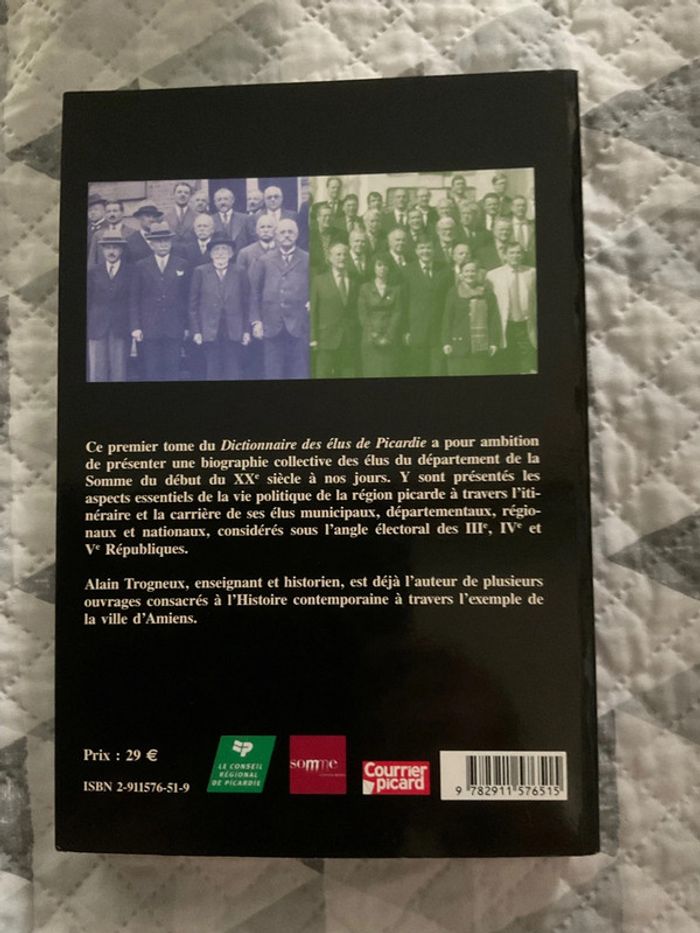 Ce premier tome du Dictionnaire des élus de Picardie a pour ambition
de présenter une biographie collective des élus du département de la
Somme du début du XXe siècle à nos jours. Y sont présentés les
aspects essentiels de la vie politique de la région picarde à travers l'iti-
néraire et la carrière de ses élus municipaux, départementaux, régio-
naux et nationaux, considérés sous l'angle électoral des IIIe, IVe et
Ve Républiques.
Alain Trogneux, enseignant et historien, est déjà l'auteur de plusieurs
ouvrages consacrés à l'Histoire contemporaine à travers l'exemple de
la ville d'Amiens.
Prix : 29 €
ISBN 2-911576-51-9
LE CONSEIL
RÉGIONAL
DE PICARDIE
somme
Courrier
picard
9 782911 576515